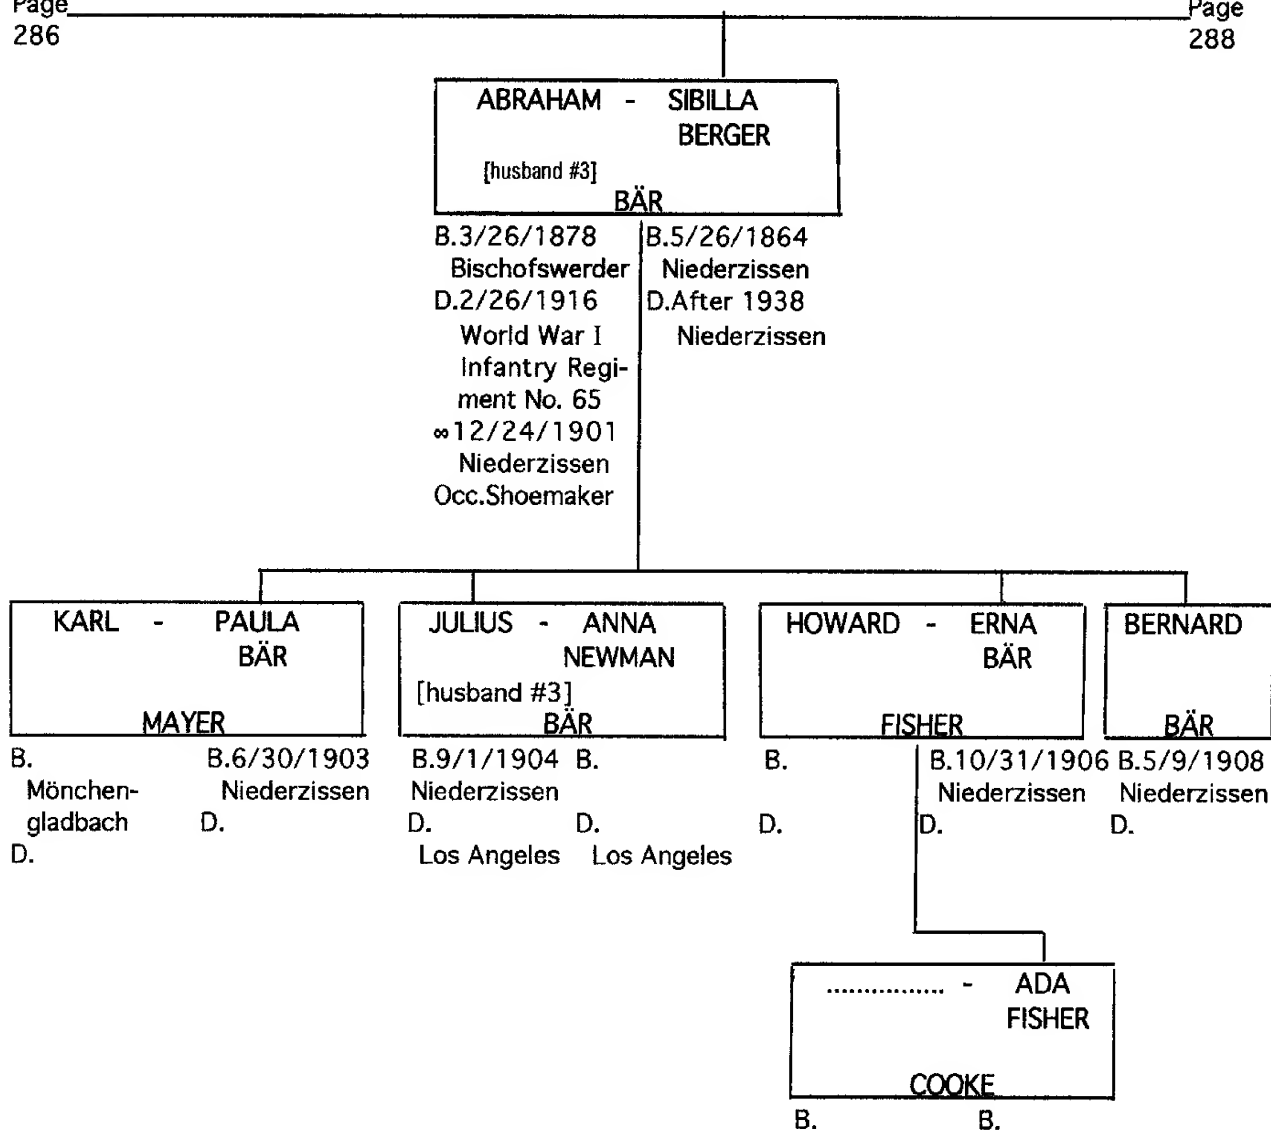 Page
286
Page
288
ABRAHAM - SIBILLA
BERGER
[husband #3]
BÄR
B.3/26/1878
Bischofswerder
D.2/26/1916
World War I
Infantry Regi-
ment No. 65
∞12/24/1901
Niederzissen
Occ.Shoemaker
B.5/26/1864
Niederzissen
D.After 1938
Niederzissen
KARL - PAULA
BÄR
MAYER
B.
Mönchen-
gladbach
D.
B.6/30/1903
Niederzissen
D.
JULIUS - ANNA
NEWMAN
[husband #3]
BÄR
B.9/1/1904
Niederzissen
D.
Los Angeles
B.
D.
Los Angeles
HOWARD - ERNA
BÄR
FISHER
B.
D.
B.10/31/1906
Niederzissen
D.
BERNARD
BÄR
B.5/9/1908
Niederzissen
D.
................ - ADA
FISHER
COOKE
B.
B.